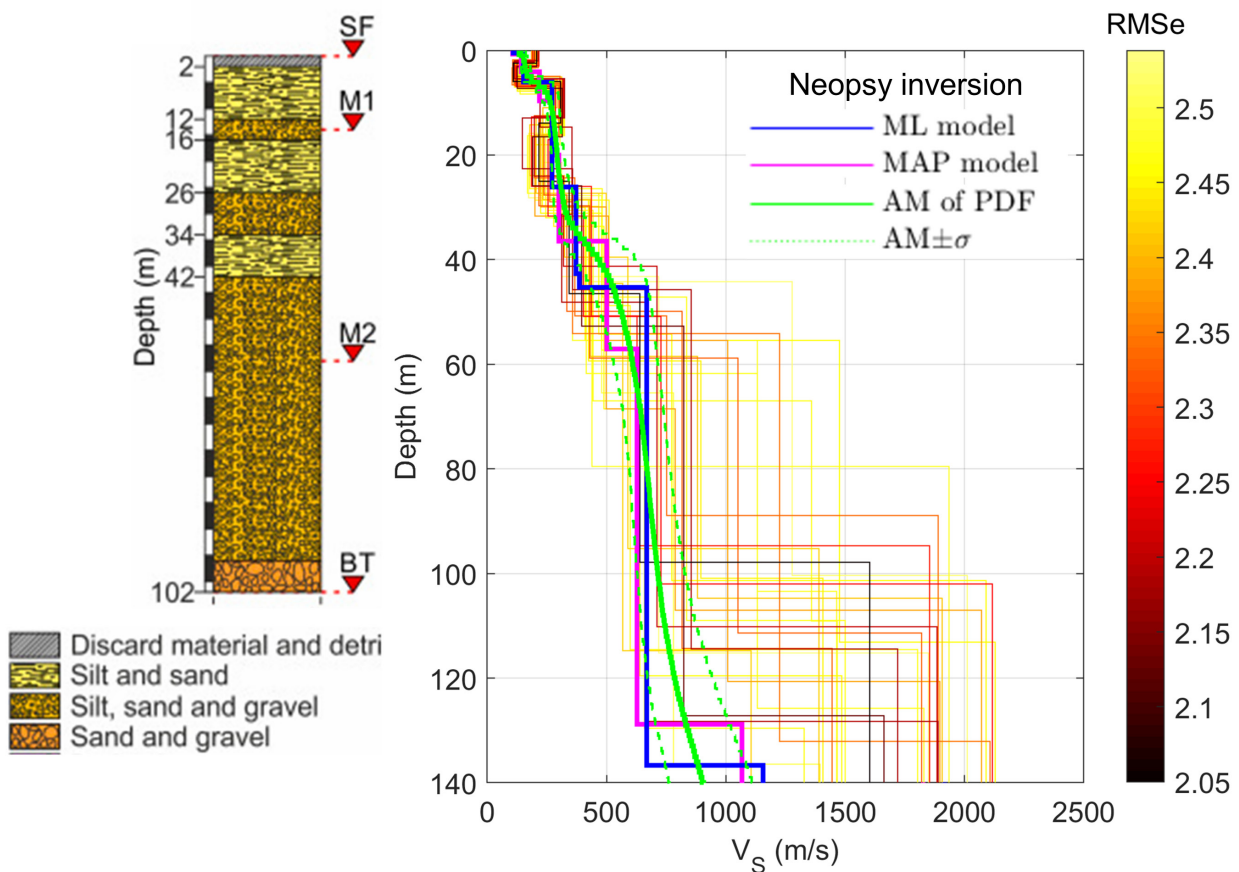 SF
2
M1
12
16
26
34
42
M2
BT
102
Depth (m)
Discard material and detri
Silt and sand
Silt, sand and gravel
Sand and gravel
Neopsy inversion
ML model
MAP model
AM of PDF
AM±σ
0
20
40
60
80
100
120
140
Depth (m)
0
500
1000
1500
2000
2500
V_S (m/s)
RMSe
2.5
2.45
2.4
2.35
2.3
2.25
2.2
2.15
2.1
2.05